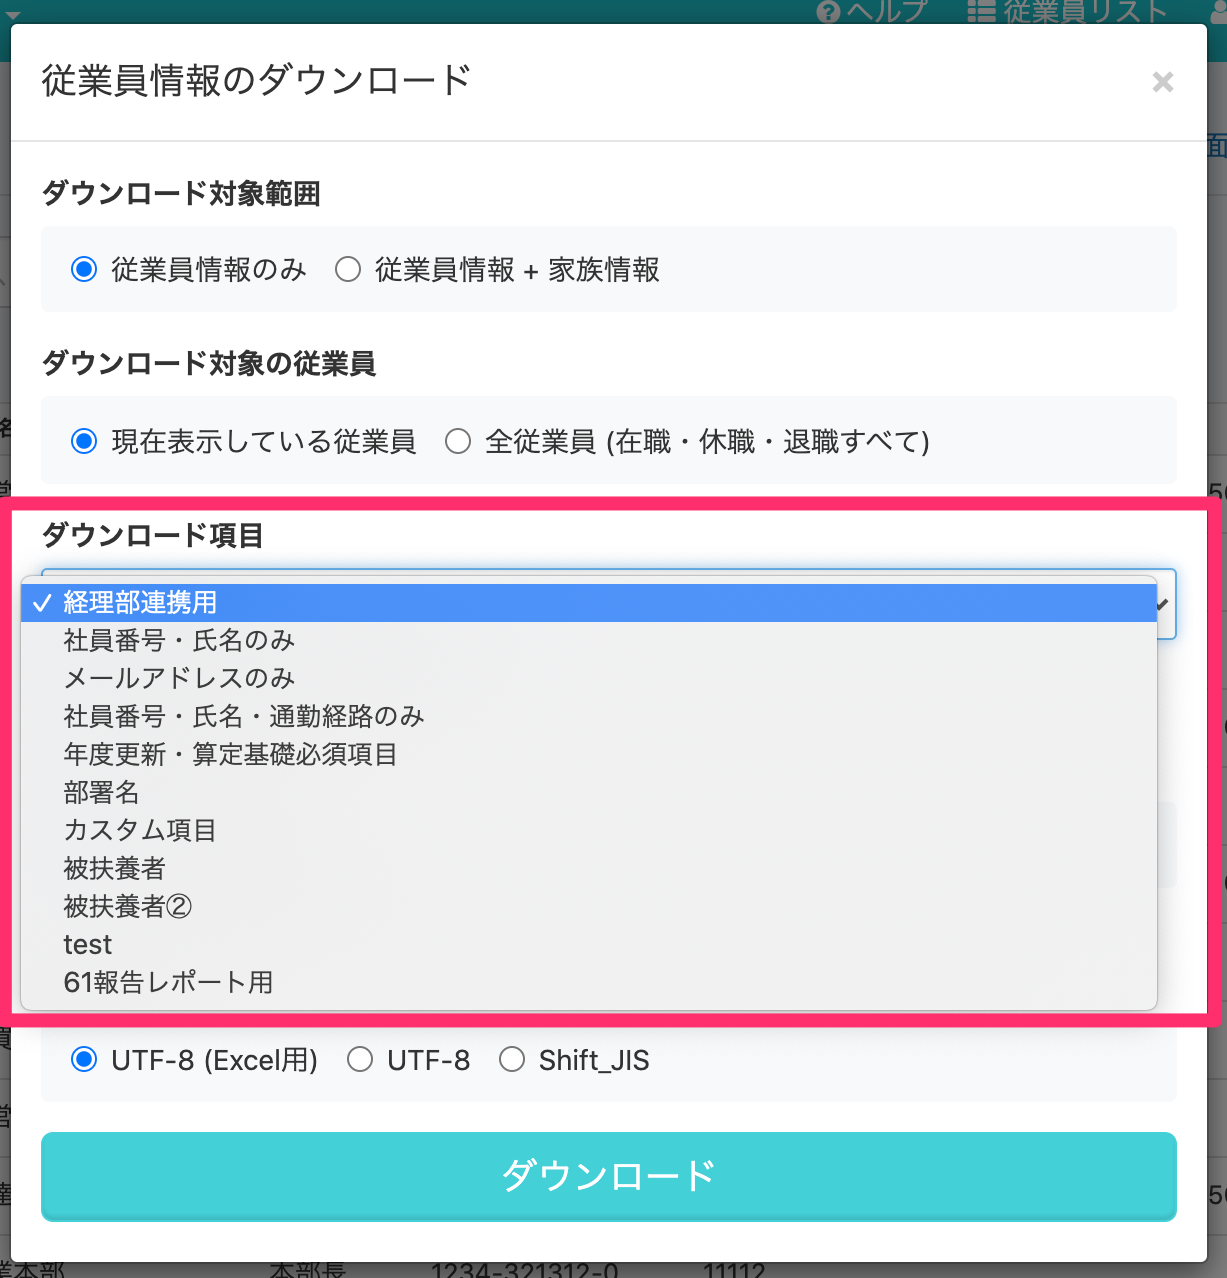 ヘルプ 従業員リスト
従業員情報のダウンロード
×
面
ダウンロード対象範囲
従業員情報のみ 従業員情報 + 家族情報
ダウンロード対象の従業員
現在表示している従業員 全従業員 (在職・休職・退職すべて)
ダウンロード項目
経理部連携用
社員番号・氏名のみ
メールアドレスのみ
社員番号・氏名・通勤経路のみ
年度更新・算定基礎必須項目
部署名
カスタム項目
被扶養者
被扶養者②
test
61報告レポート用
UTF-8 (Excel用) UTF-8 Shift_JIS
ダウンロード
業本部 本部長 1234-321312-0 11112